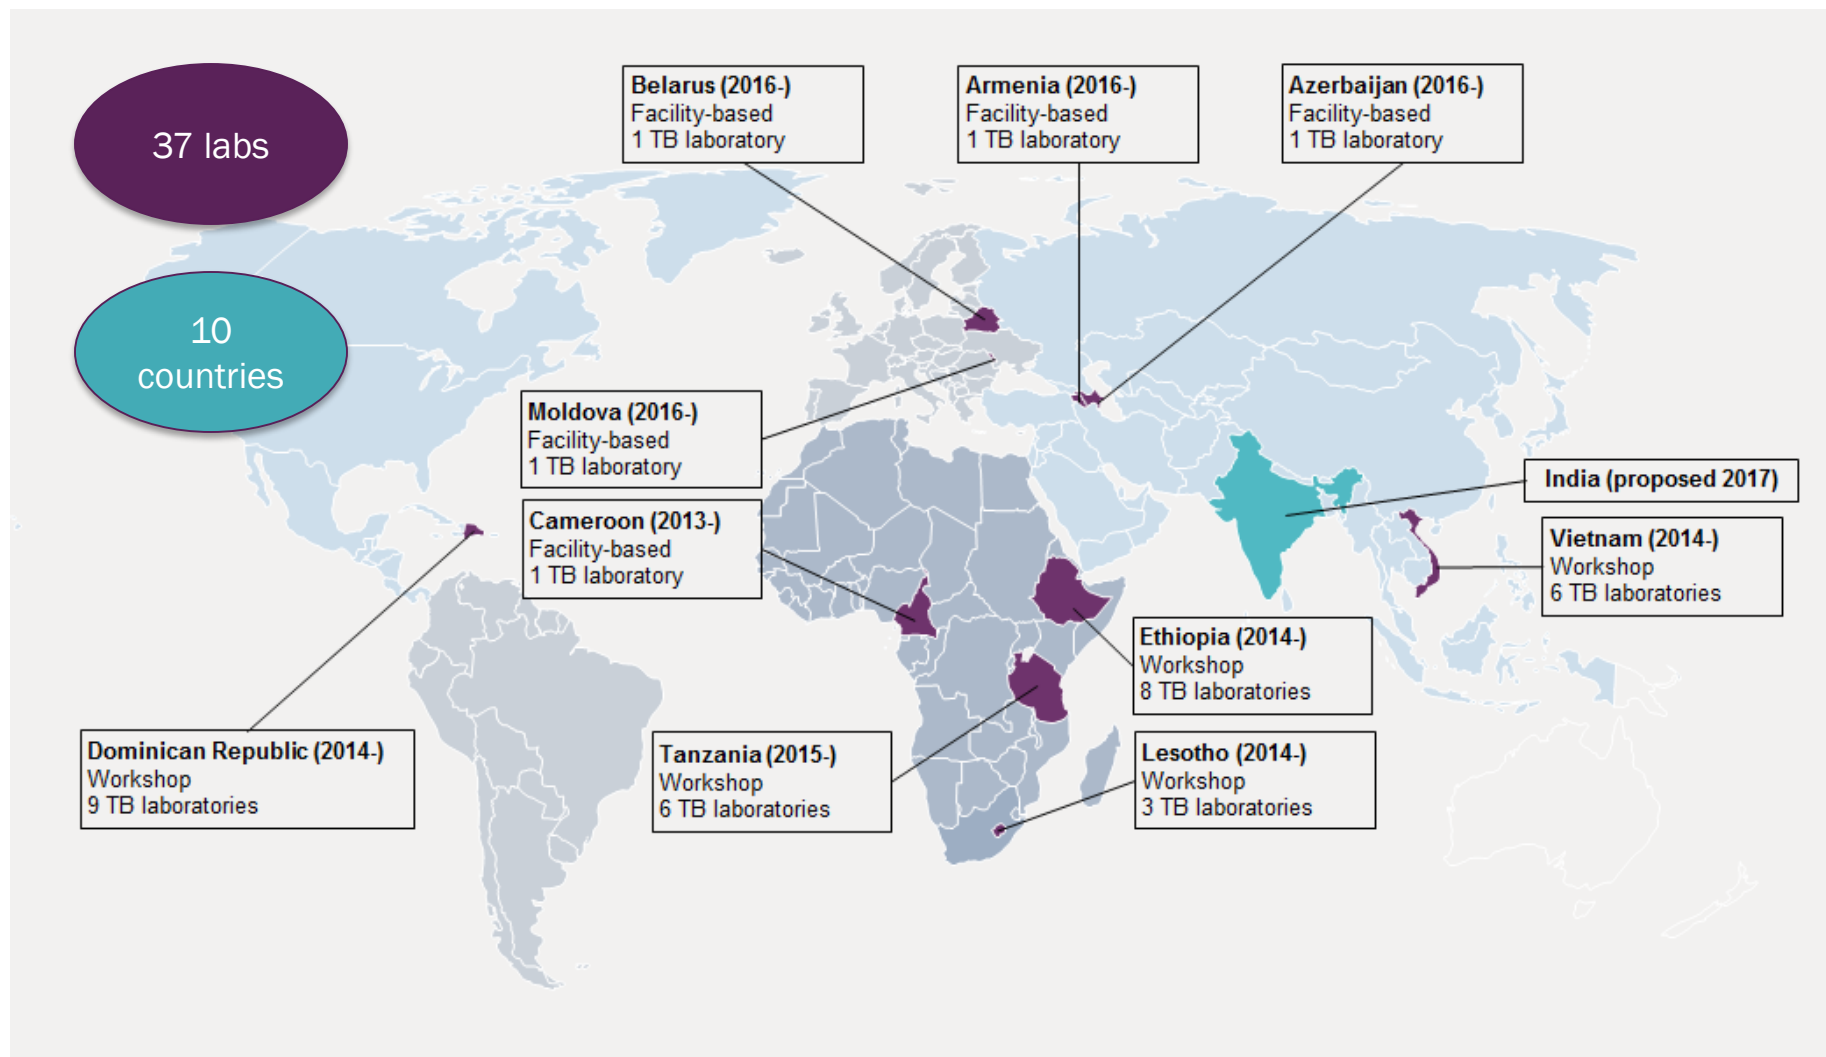 37 labs
10
countries
Belarus (2016-)
Facility-based
1 TB laboratory
Armenia (2016-)
Facility-based
1 TB laboratory
Azerbaijan (2016-)
Facility-based
1 TB laboratory
Moldova (2016-)
Facility-based
1 TB laboratory
Cameroon (2013-)
Facility-based
1 TB laboratory
India (proposed 2017)
Vietnam (2014-)
Workshop
6 TB laboratories
Ethiopia (2014-)
Workshop
8 TB laboratories
Dominican Republic (2014-)
Workshop
9 TB laboratories
Tanzania (2015-)
Workshop
6 TB laboratories
Lesotho (2014-)
Workshop
3 TB laboratories